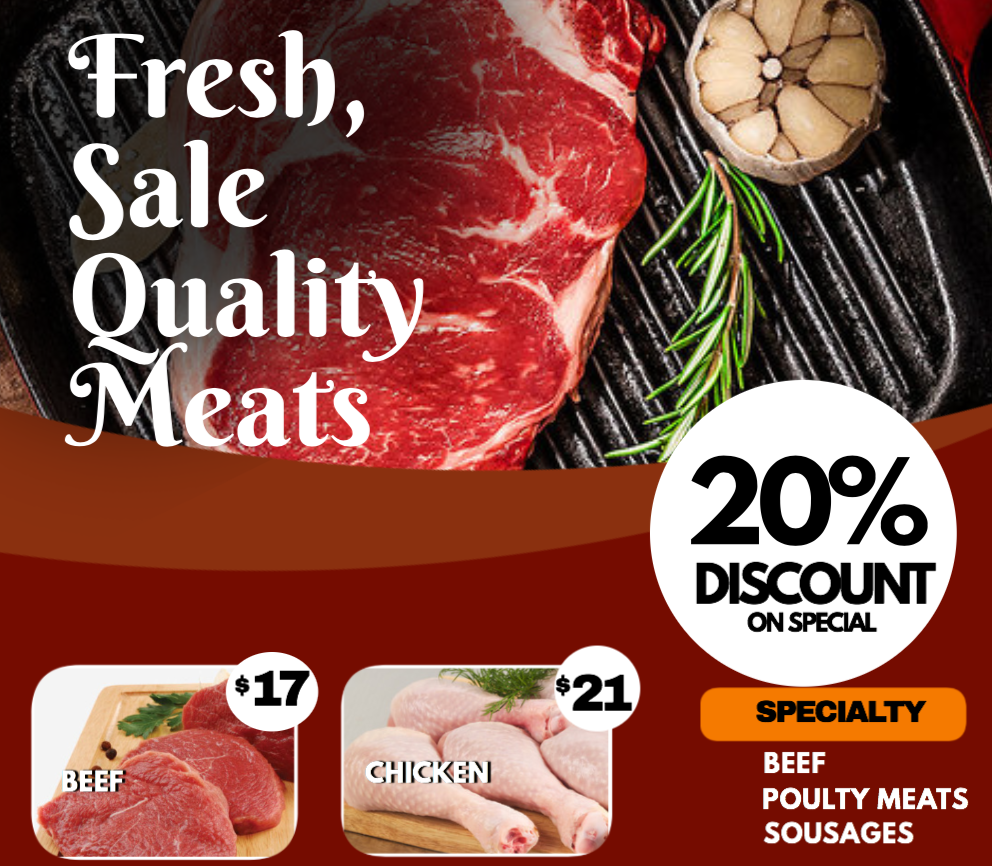 Fresh,
Sale
Quality
Meats
20%
DISCOUNT
ON SPECIAL
$17
BEEF
$21
CHICKEN
SPECIALTY
BEEF
POULTY MEATS
SOUSAGES